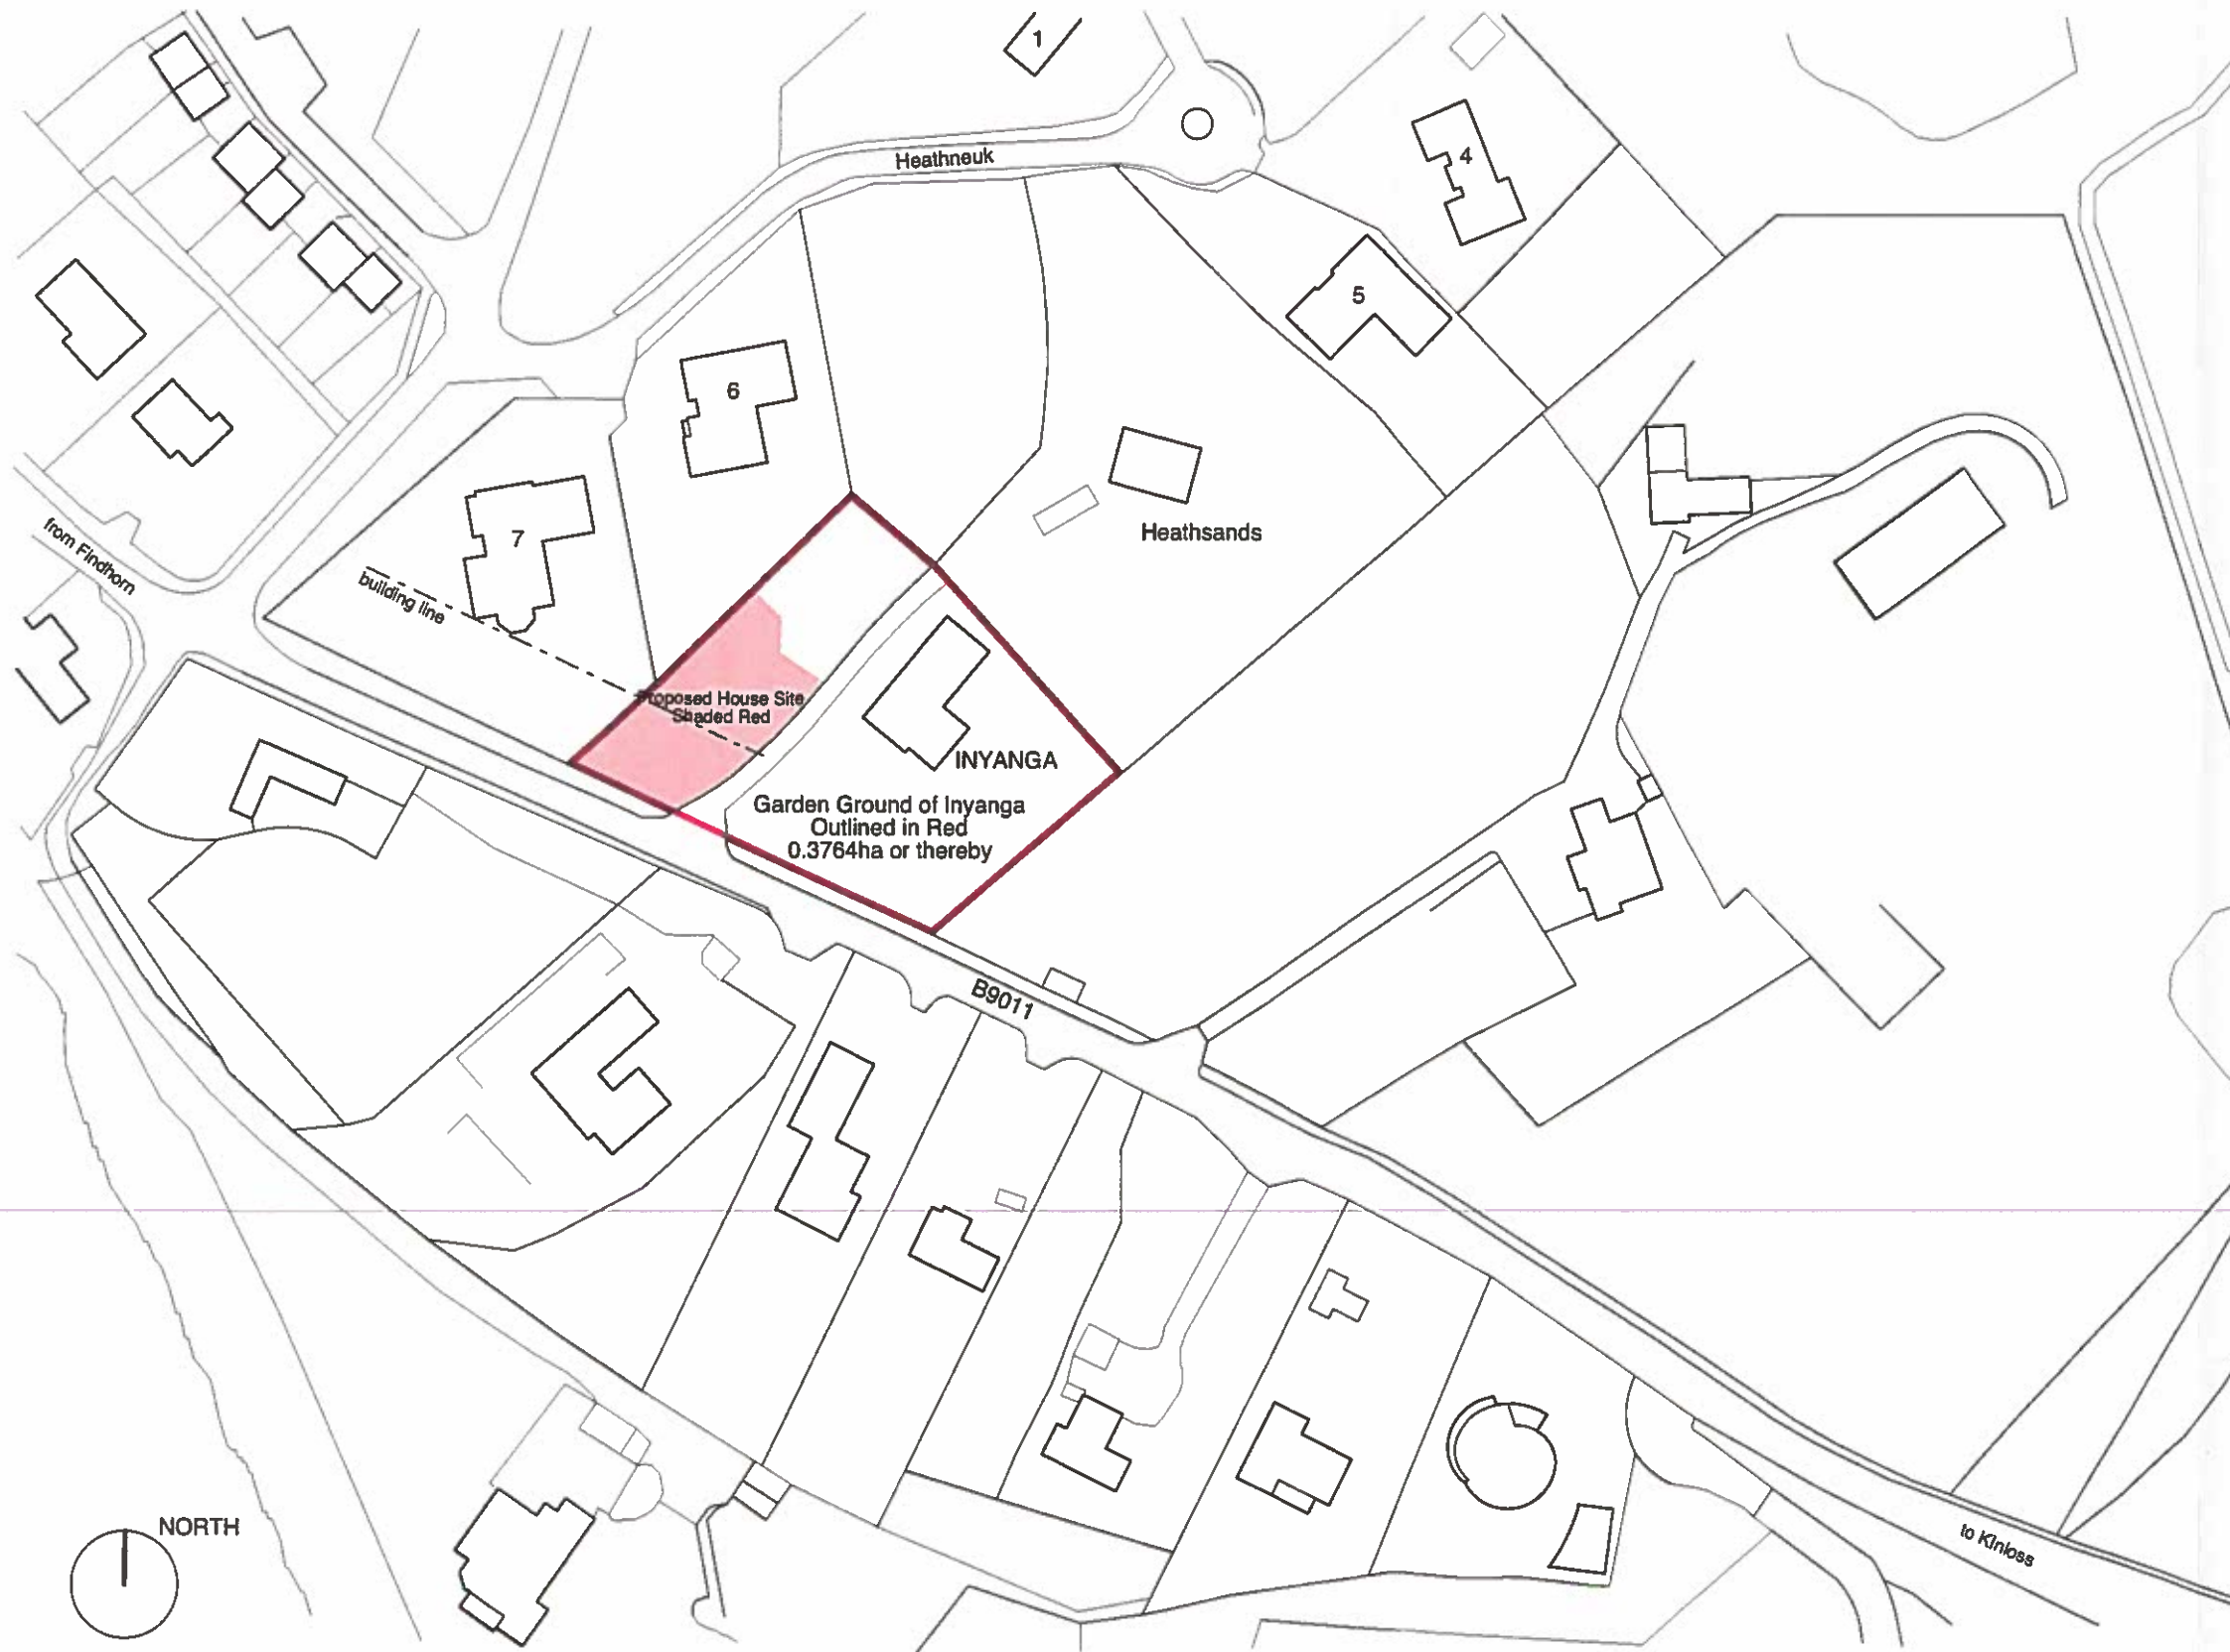 1
Heathneuk
4
5
6
7
Heathsands
from Findhorn
building line
Proposed House Site
Shaded Red
INYANGA
Garden Ground of Inyanga
Outlined in Red
0.3764ha or thereby
B9011
NORTH
to Kinloss